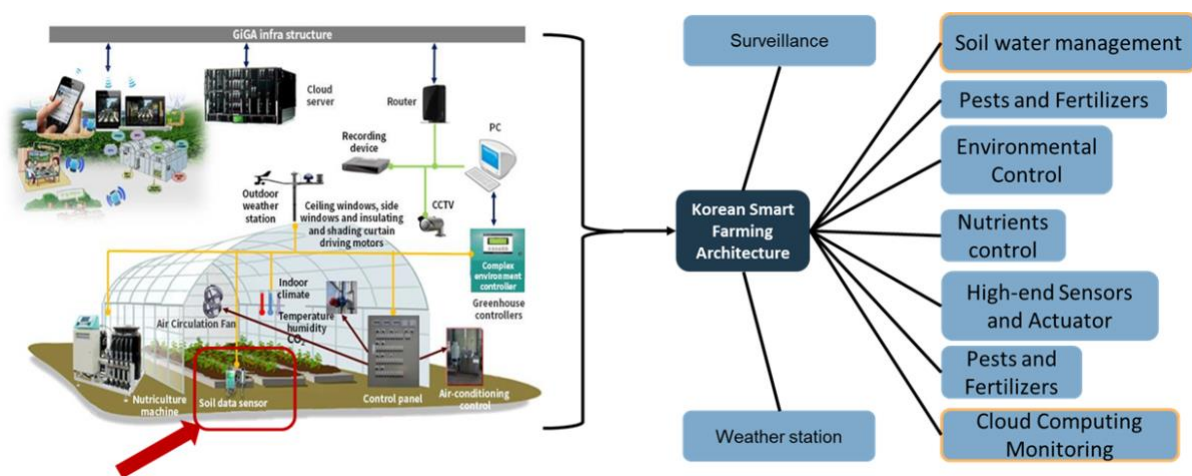 GiGA infra structure
Cloud
server
Router
PC
Recording
device
Outdoor
weather
station
CCTV
Ceiling windows, side
windows and insulating
and shading curtain
driving motors
Complex
environment
controller
Greenhouse
controllers
Indoor
climate
Temperature
humidity
CO2
Air Circulation Fan
Nutriculture
machine
Soil data sensor
Control panel
Air-conditioning
control
Surveillance
Korean Smart
Farming
Architecture
Weather station
Soil water management
Pests and Fertilizers
Environmental
Control
Nutrients
control
High-end Sensors
and Actuator
Pests and
Fertilizers
Cloud Computing
Monitoring